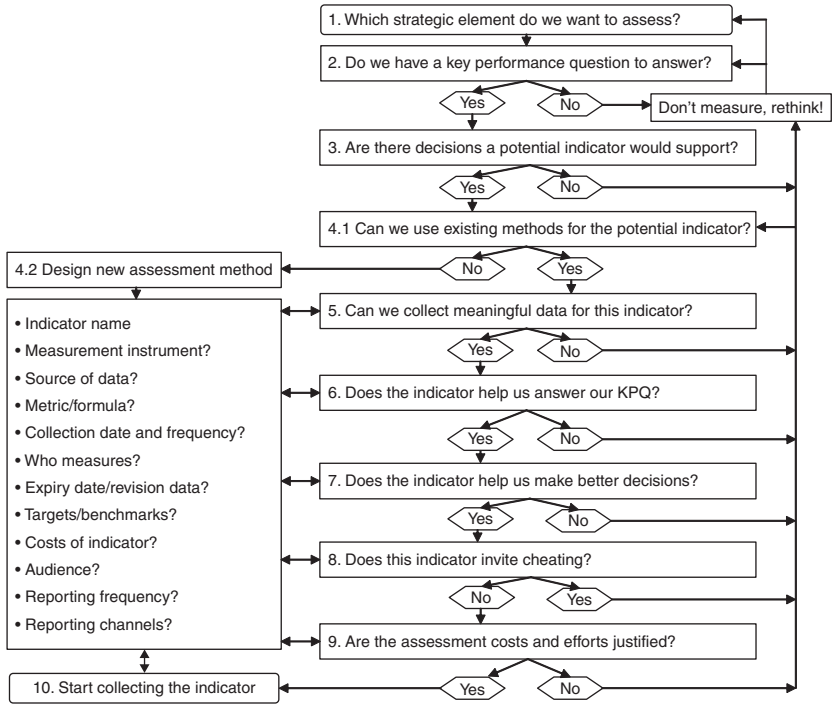 1. Which strategic element do we want to assess?
2. Do we have a key performance question to answer?
Yes
No
Don't measure, rethink!
3. Are there decisions a potential indicator would support?
Yes
No
4.1 Can we use existing methods for the potential indicator?
No
Yes
4.2 Design new assessment method
5. Can we collect meaningful data for this indicator?
Yes
No
6. Does the indicator help us answer our KPQ?
Yes
No
7. Does the indicator help us make better decisions?
Yes
No
8. Does this indicator invite cheating?
No
Yes
9. Are the assessment costs and efforts justified?
Yes
No
• Indicator name
• Measurement instrument?
• Source of data?
• Metric/formula?
• Collection date and frequency?
• Who measures?
• Expiry date/revision data?
• Targets/benchmarks?
• Costs of indicator?
• Audience?
• Reporting frequency?
• Reporting channels?
10. Start collecting the indicator